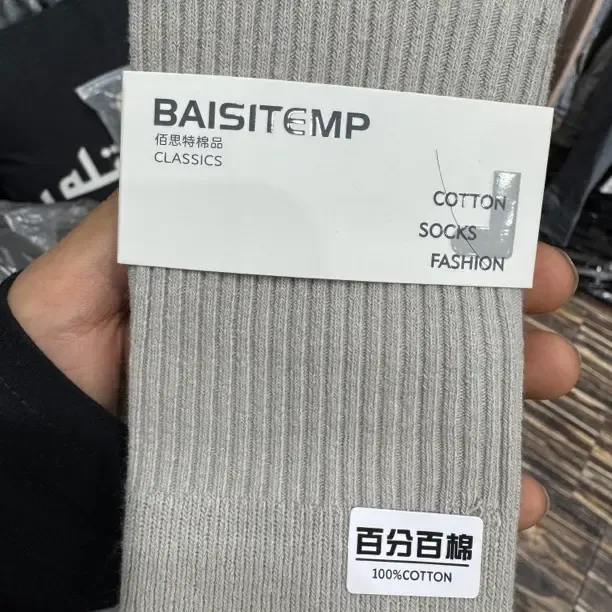 BAISITEMP
佰思特棉品
CLASSICS
COTTON
SOCKS
FASHION
百分百棉
100%COTTON